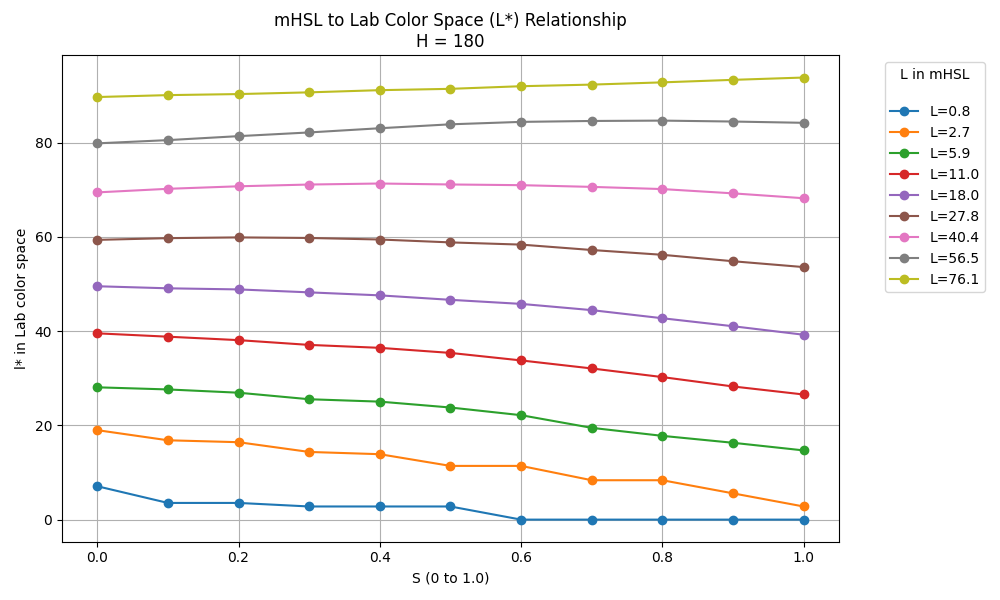 mHSL to Lab Color Space (L*) Relationship
H = 180
l* in Lab color space
80
60
40
20
0
0.0
0.2
0.4
0.6
0.8
1.0
S (0 to 1.0)
L in mHSL
L=0.8
L=2.7
L=5.9
L=11.0
L=18.0
L=27.8
L=40.4
L=56.5
L=76.1